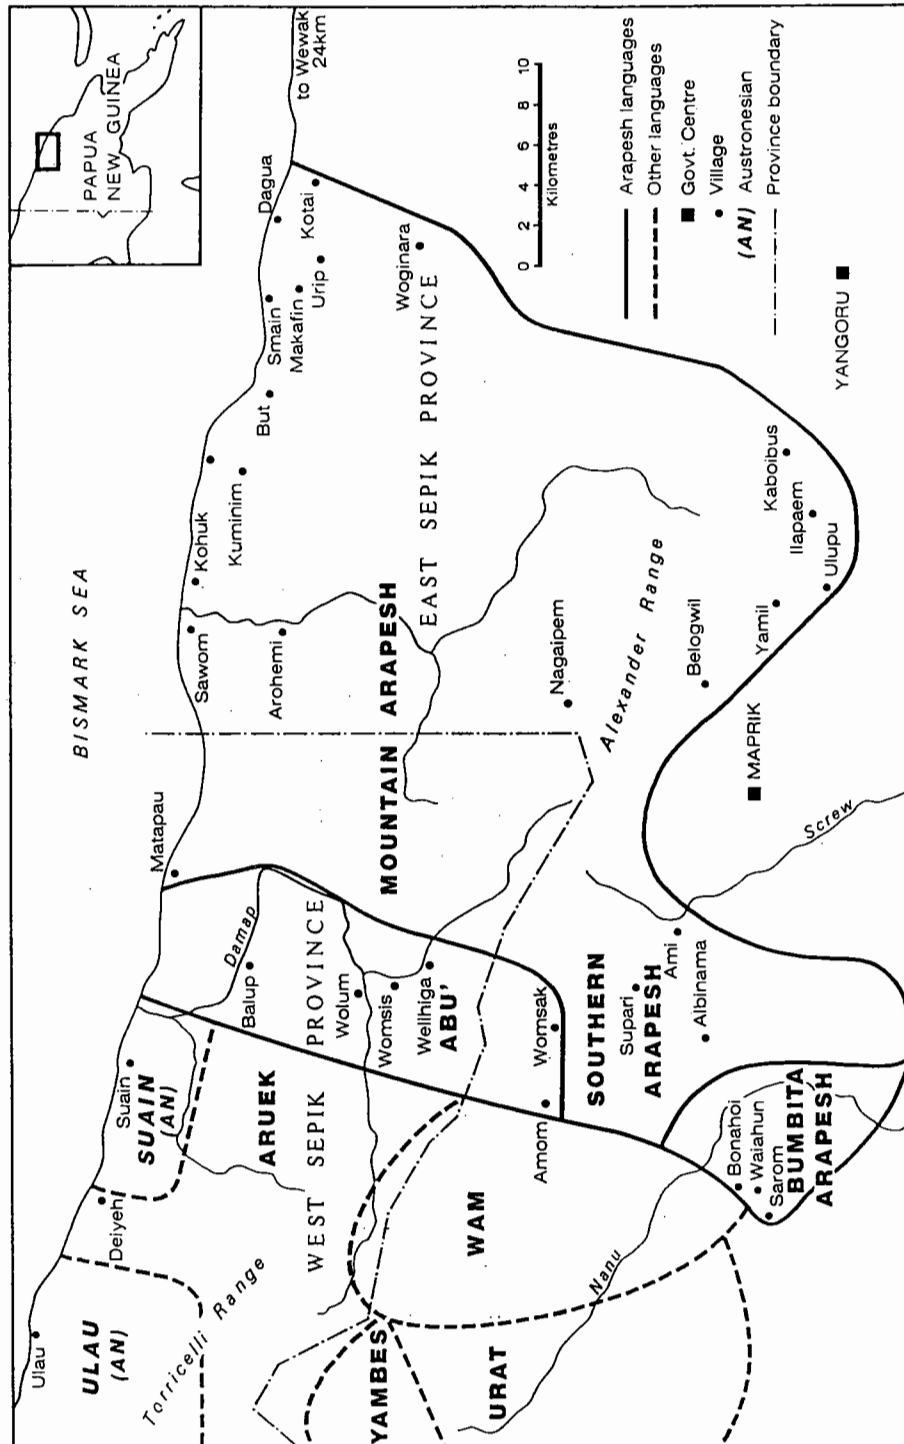 PAPUA
NEW GUINEA
BISMARK SEA
to Wewak
24km
Ulau
ULAU
(AN)
Deiyeh
Suain
SUAIN
(AN)
Matapau
Sawom
Kohuk
Arohemi
Kuminim
But
Smain
Makafin
Urip
Dagua
Kotai
Woginara
Torricelli Range
ARUEK
Damap
Balup
WEST SEPIK PROVINCE
Wolum
Womsis
Wellhiga
ABU'
MOUNTAIN ARAPESH
EAST SEPIK PROVINCE
YAMBES
URAT
WAM
Amom
Womsak
Nagaipem
Alexander Range
SOUTHERN
ARAPESH
Supari
Ami
Albinama
Nanu
Bonahoi
Waiahun
Sarom
BUMBITA
ARAPESH
Screw
MAPRIK
Belogwil
Yamil
Ulupu
Ilapaem
Kaboibus
YANGORU
0 2 4 6 8 10
Kilometres
Arapesh languages
Other languages
Govt. Centre
Village
(AN) Austronesian
Province boundary